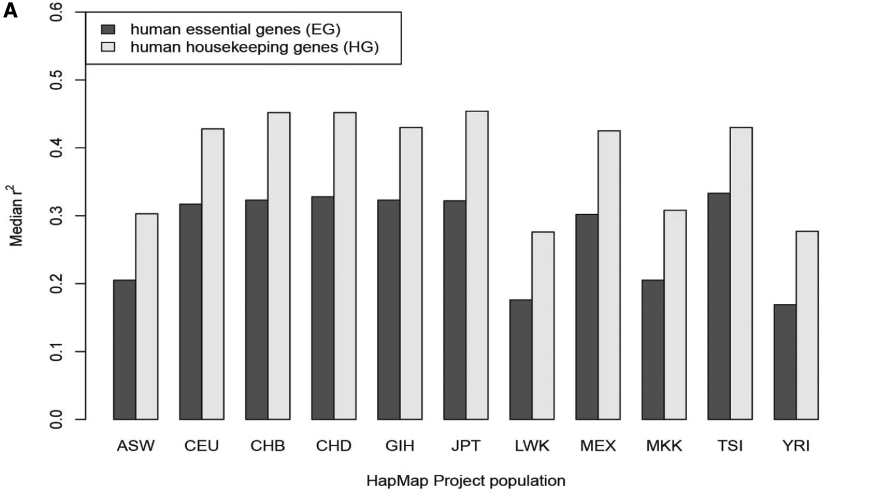 A
human essential genes (EG)
human housekeeping genes (HG)
0.6
0.5
0.4
0.3
0.2
0.1
0.0
Median r²
ASW CEU CHB CHD GIH JPT LWK MEX MKK TSI YRI
HapMap Project population